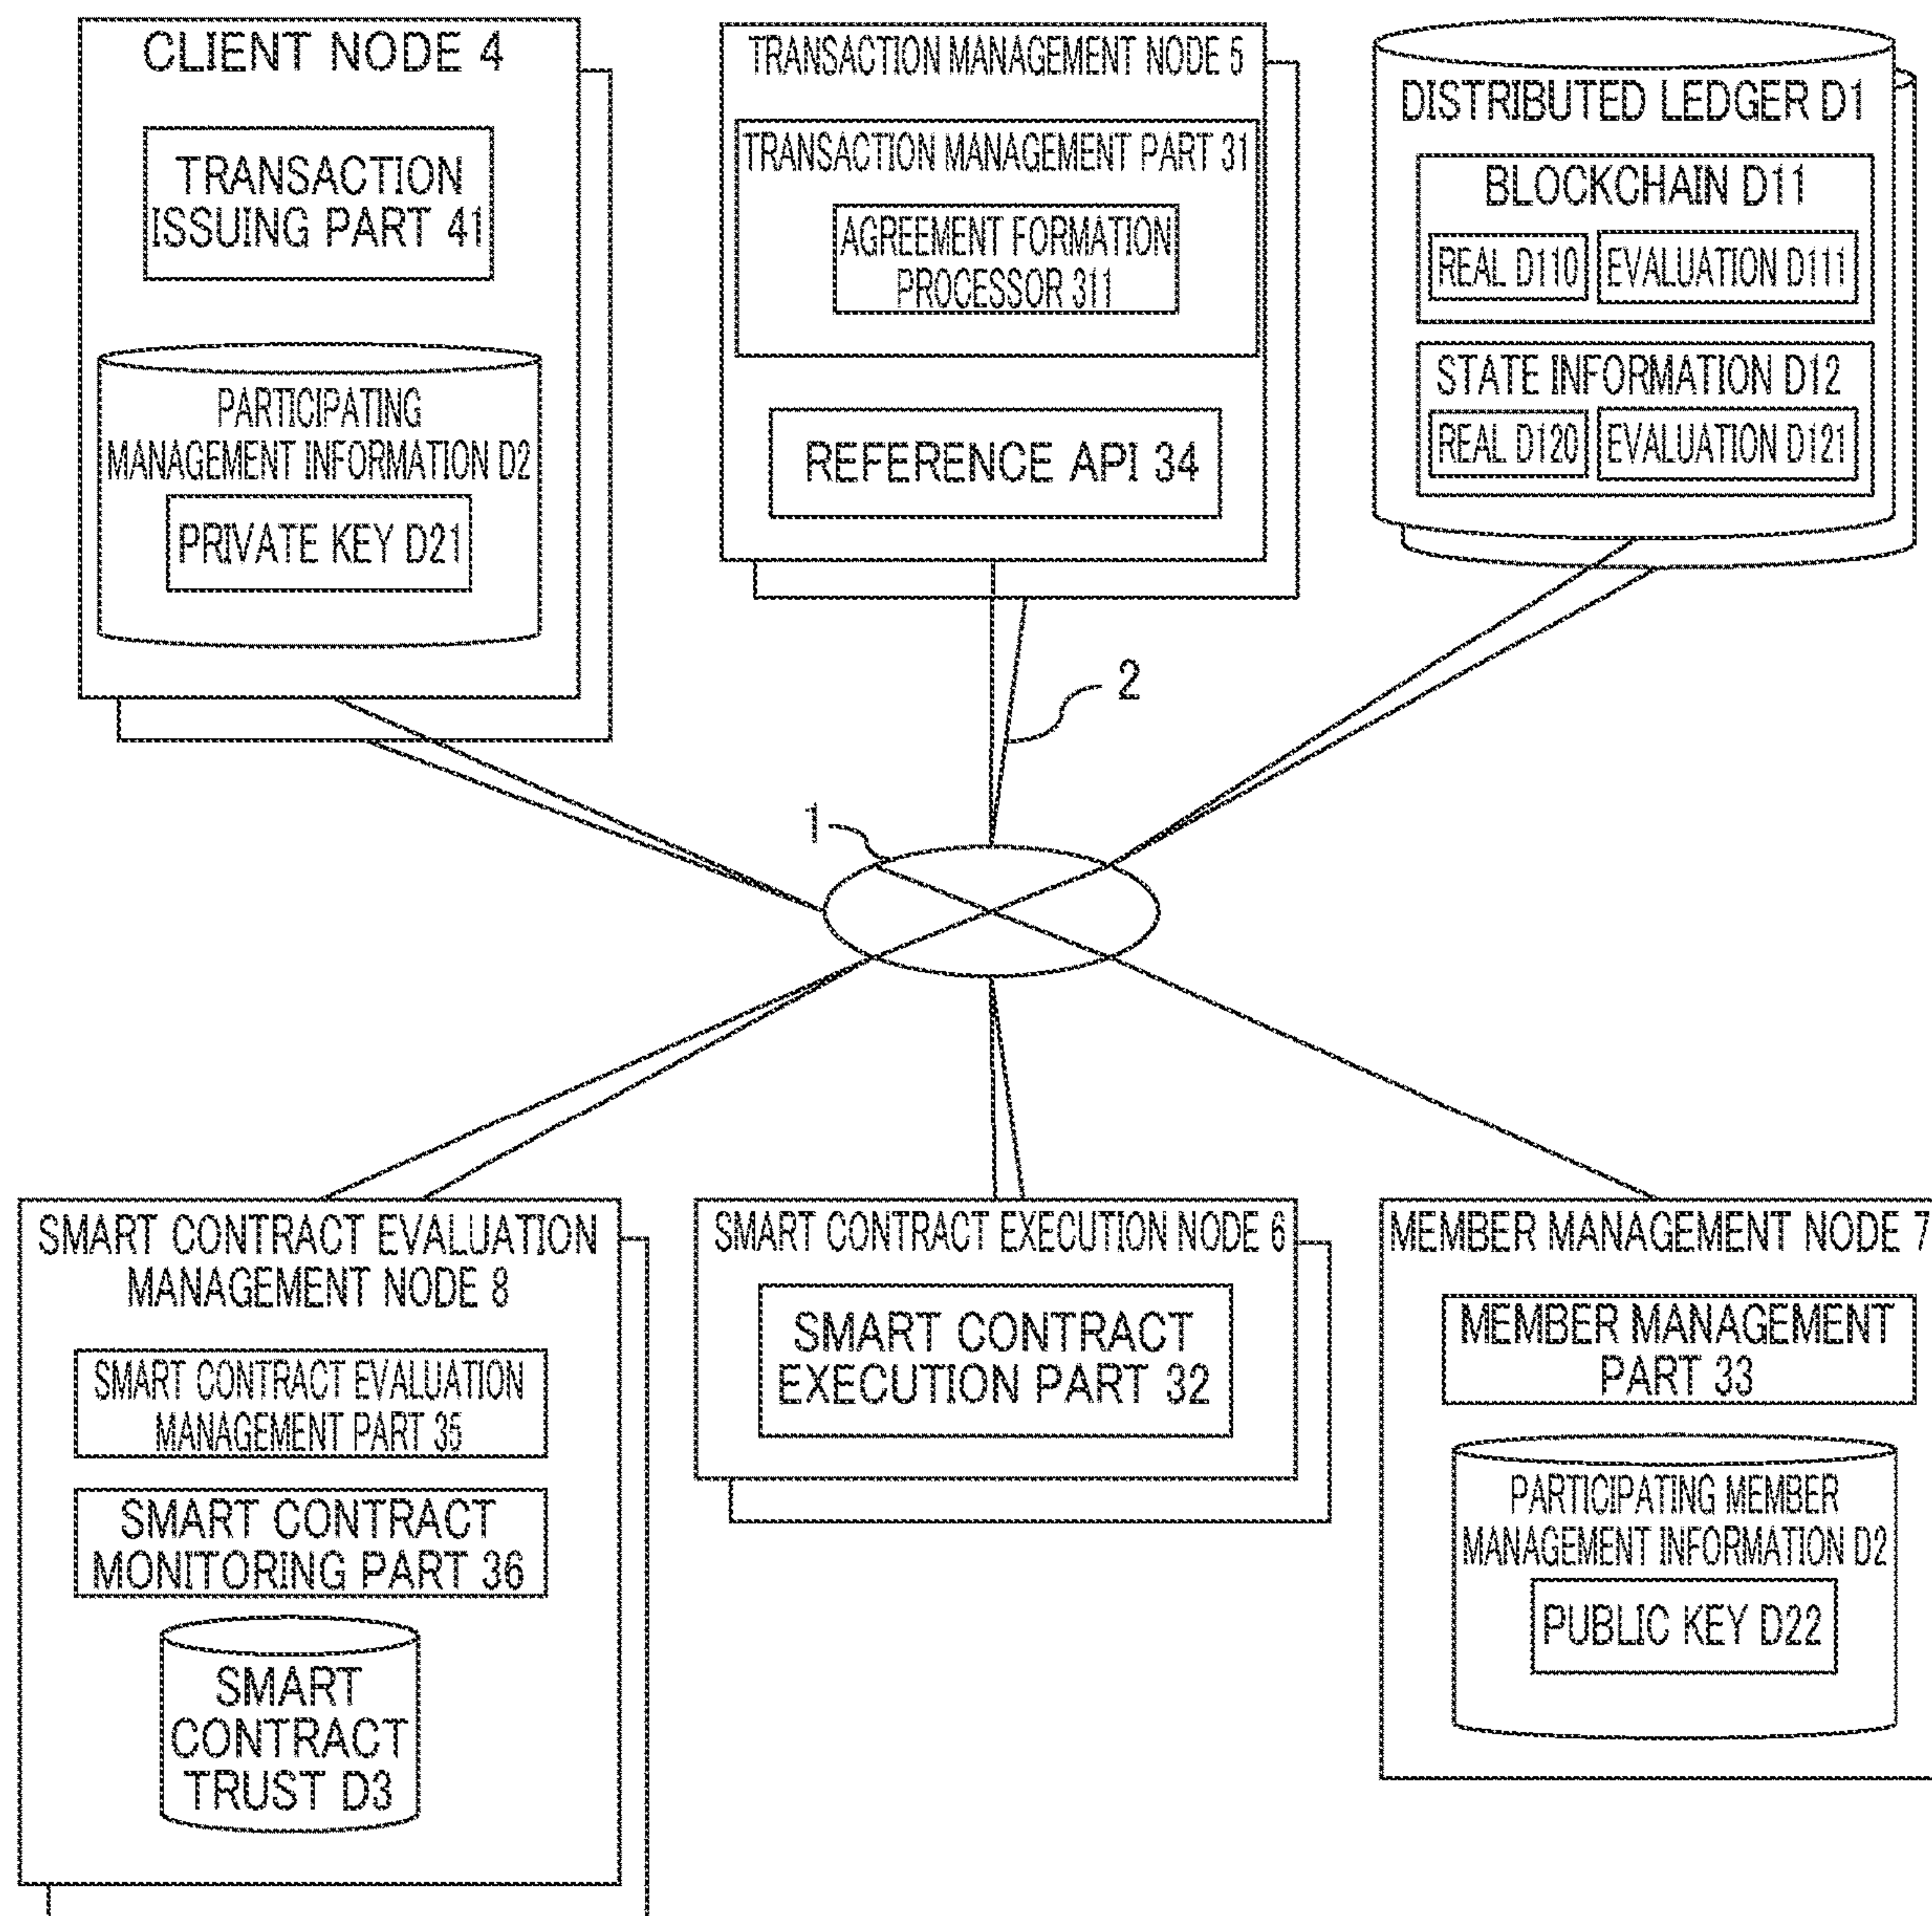 CLIENT NODE 4
TRANSACTION
ISSUING PART 41
PARTICIPATING
MANAGEMENT INFORMATION D2
PRIVATE KEY D21
TRANSACTION MANAGEMENT NODE 5
TRANSACTION MANAGEMENT PART 31
AGREEMENT FORMATION
PROCESSOR 311
REFERENCE API 34
DISTRIBUTED LEDGER D1
BLOCKCHAIN D11
REAL D110
EVALUATION D111
STATE INFORMATION D12
REAL D120
EVALUATION D121
2
1
SMART CONTRACT EVALUATION
MANAGEMENT NODE 8
SMART CONTRACT EVALUATION
MANAGEMENT PART 35
SMART CONTRACT
MONITORING PART 36
SMART
CONTRACT
TRUST D3
SMART CONTRACT EXECUTION NODE 6
SMART CONTRACT
EXECUTION PART 32
MEMBER MANAGEMENT NODE 7
MEMBER MANAGEMENT
PART 33
PARTICIPATING MEMBER
MANAGEMENT INFORMATION D2
PUBLIC KEY D22